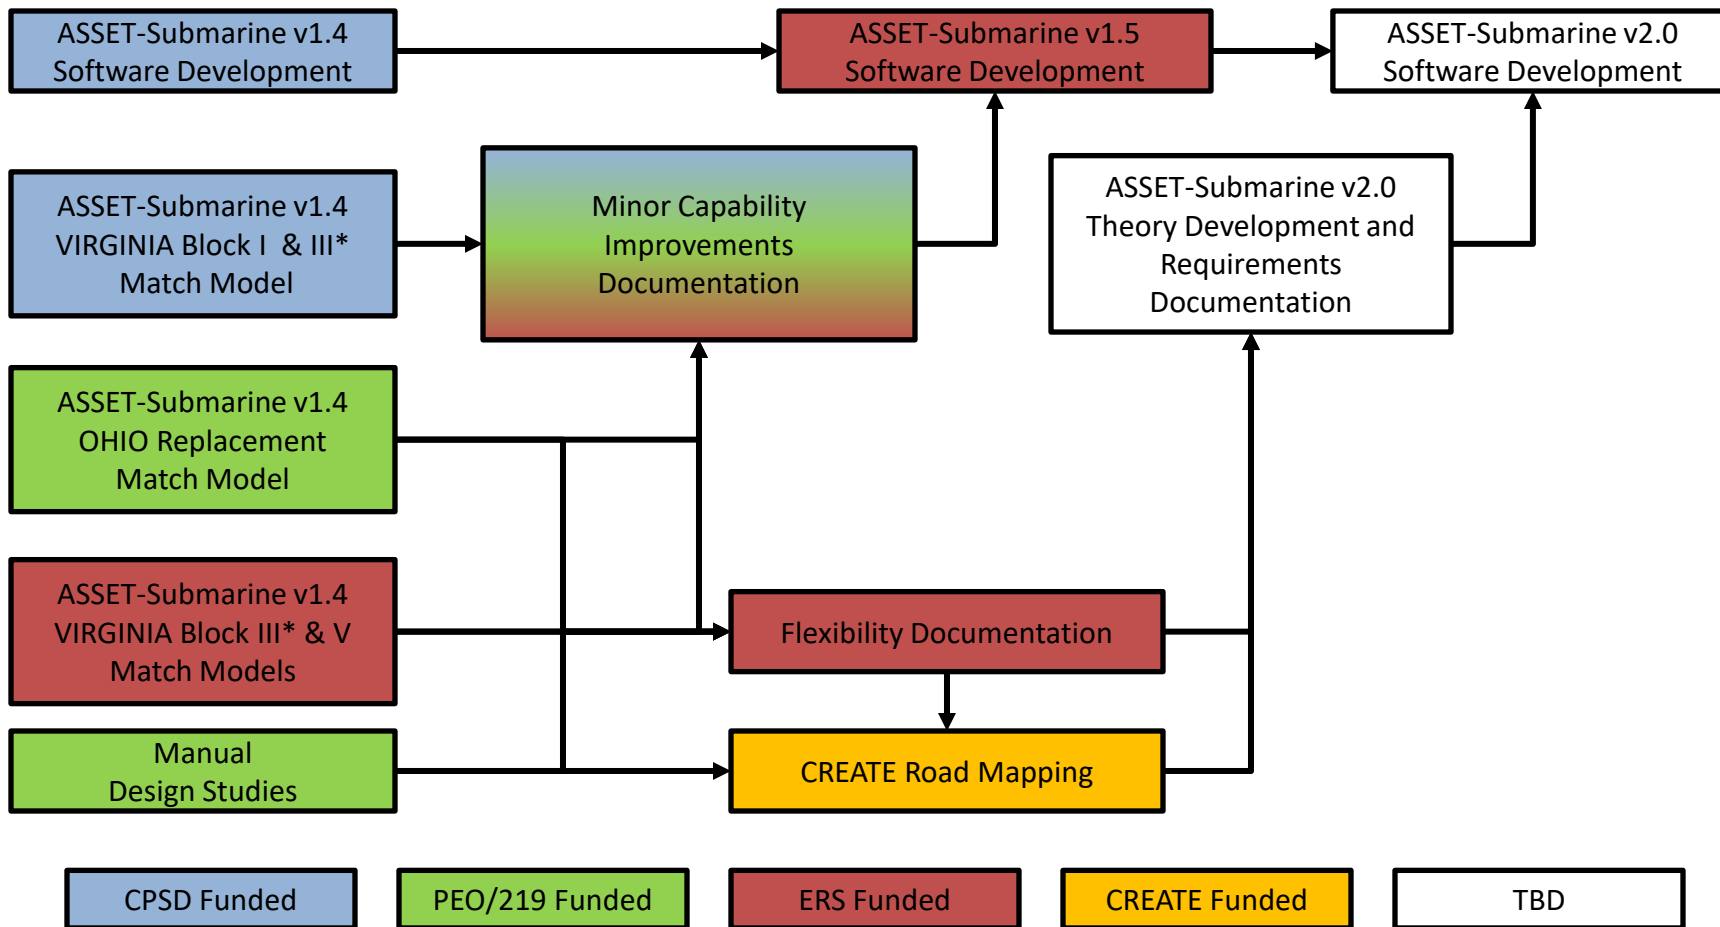 ASSET-Submarine v1.4
Software Development
ASSET-Submarine v1.5
Software Development
ASSET-Submarine v2.0
Software Development
ASSET-Submarine v1.4
VIRGINIA Block I & III*
Match Model
Minor Capability
Improvements
Documentation
ASSET-Submarine v2.0
Theory Development and
Requirements
Documentation
ASSET-Submarine v1.4
OHIO Replacement
Match Model
ASSET-Submarine v1.4
VIRGINIA Block III* & V
Match Models
Flexibility Documentation
Manual
Design Studies
CREATE Road Mapping
CPSD Funded
PEO/219 Funded
ERS Funded
CREATE Funded
TBD